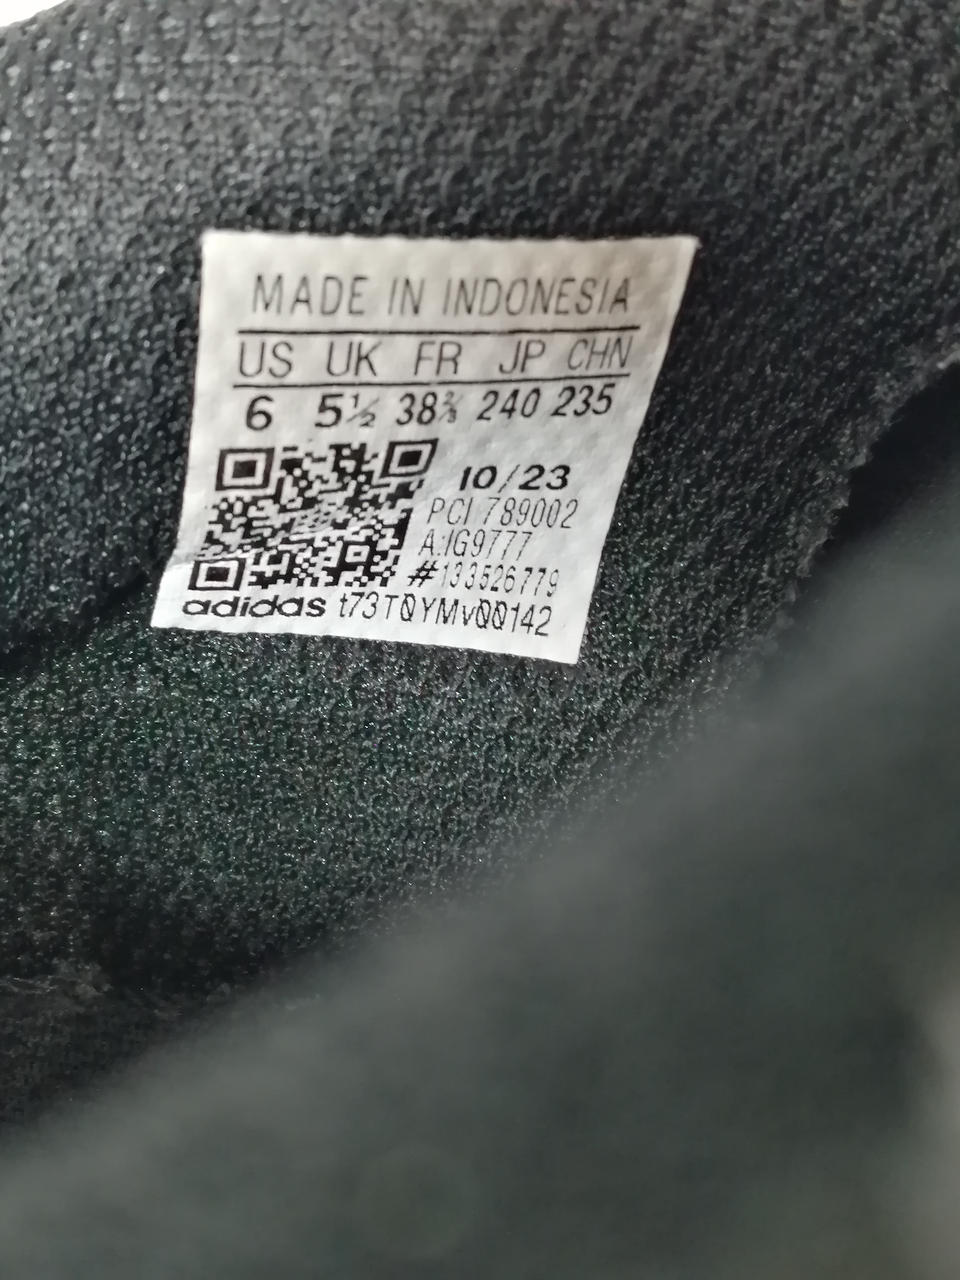 MADE IN INDONESIA
US UK FR JP CHN
6 5½ 38⅔ 240 235
10/23
PCI 789002
A:IG9777
#133526779
adidas t73T0YMv00142